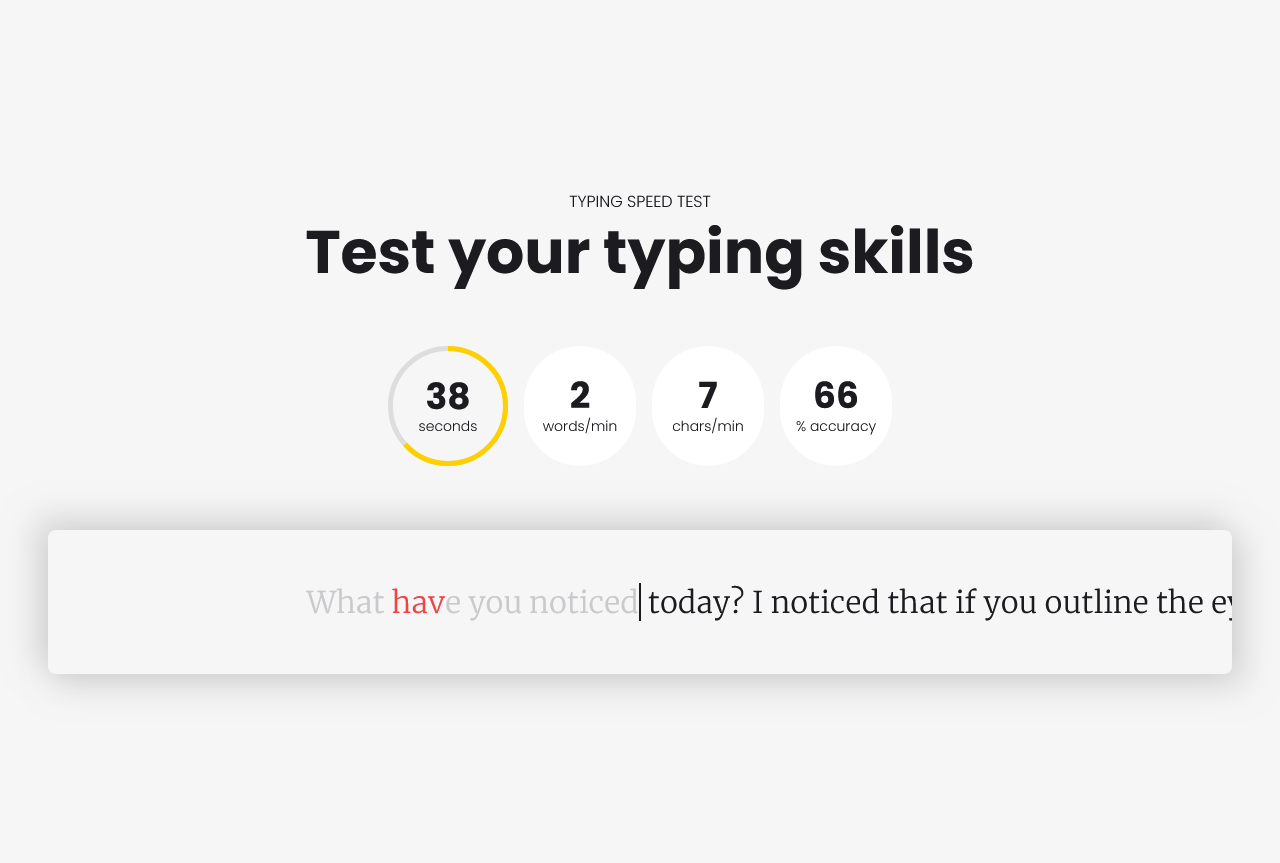 TYPING SPEED TEST
Test your typing skills
38
seconds
2
words/min
7
chars/min
66
% accuracy
What have you noticed today? I noticed that if you outline the ey